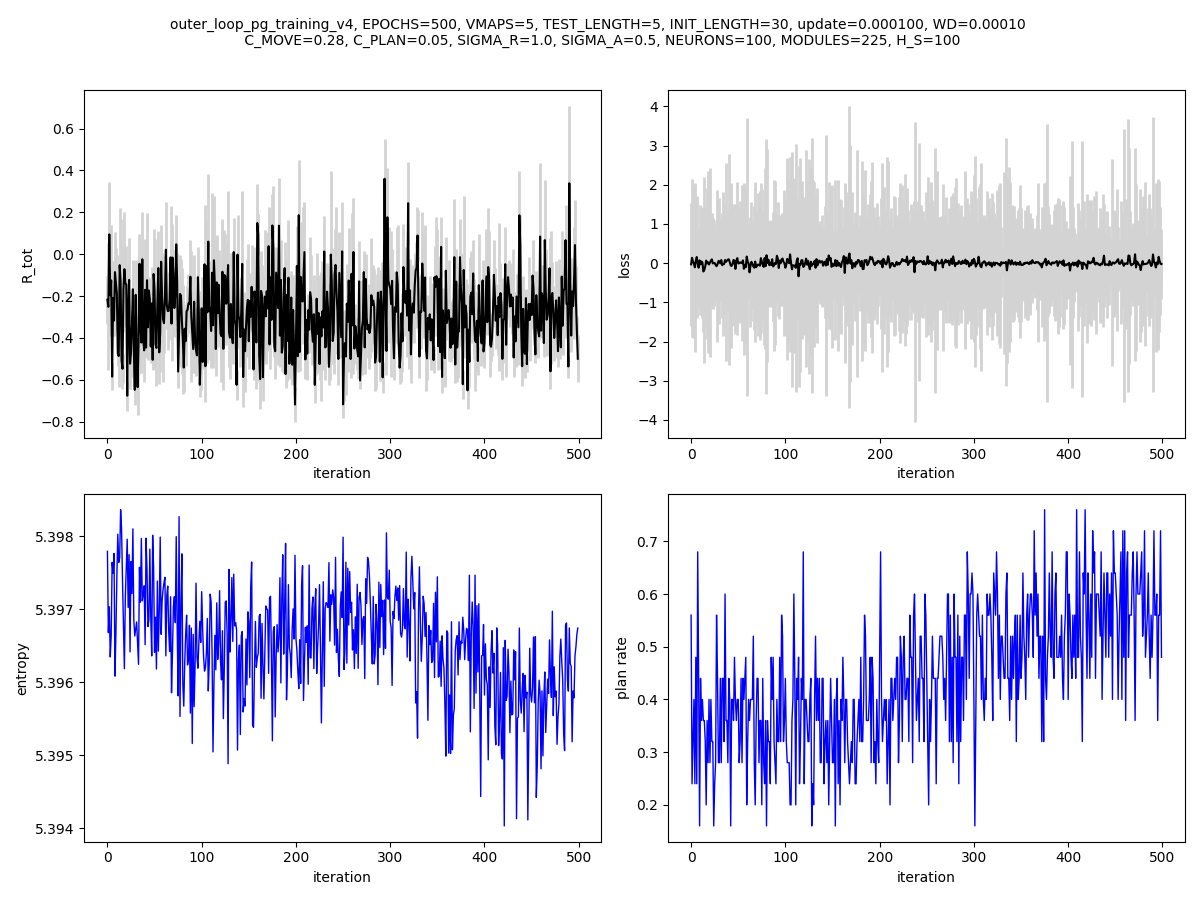 outer_loop_pg_training_v4, EPOCHS=500, VMAPS=5, TEST_LENGTH=5, INIT_LENGTH=30, update=0.000100, WD=0.00010
C_MOVE=0.28, C_PLAN=0.05, SIGMA_R=1.0, SIGMA_A=0.5, NEURONS=100, MODULES=225, H_S=100
R_tot
0.6
0.4
0.2
0.0
−0.2
−0.4
−0.6
−0.8
0 100 200 300 400 500
iteration
loss
4
3
2
1
0
−1
−2
−3
−4
0 100 200 300 400 500
iteration
entropy
5.398
5.397
5.396
5.395
5.394
0 100 200 300 400 500
iteration
plan rate
0.7
0.6
0.5
0.4
0.3
0.2
0 100 200 300 400 500
iteration